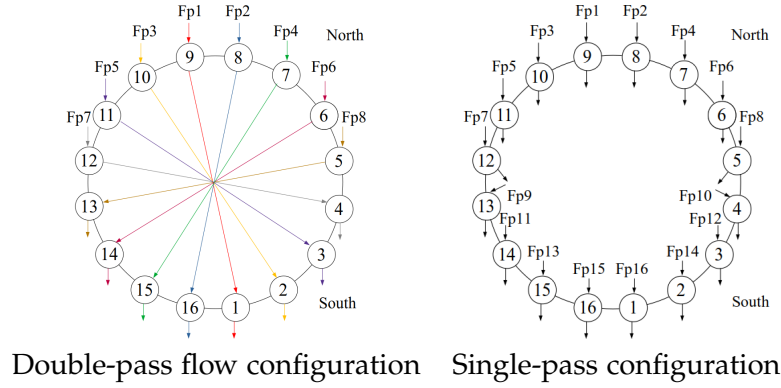 Fp1 Fp2
Fp3 Fp4 North
9 8
Fp5 10 7 Fp6
Fp7 11 6 Fp8
12 5
13 4
14 3
15 2 South
16 1
Double-pass flow configuration
Fp1 Fp2
Fp3 Fp4 North
9 8
Fp5 10 7 Fp6
Fp7 11 6 Fp8
12 5
Fp9 Fp10
13 4
Fp11 Fp12
14 3
Fp13 Fp15 Fp16 Fp14
15 2 South
16 1
Single-pass configuration